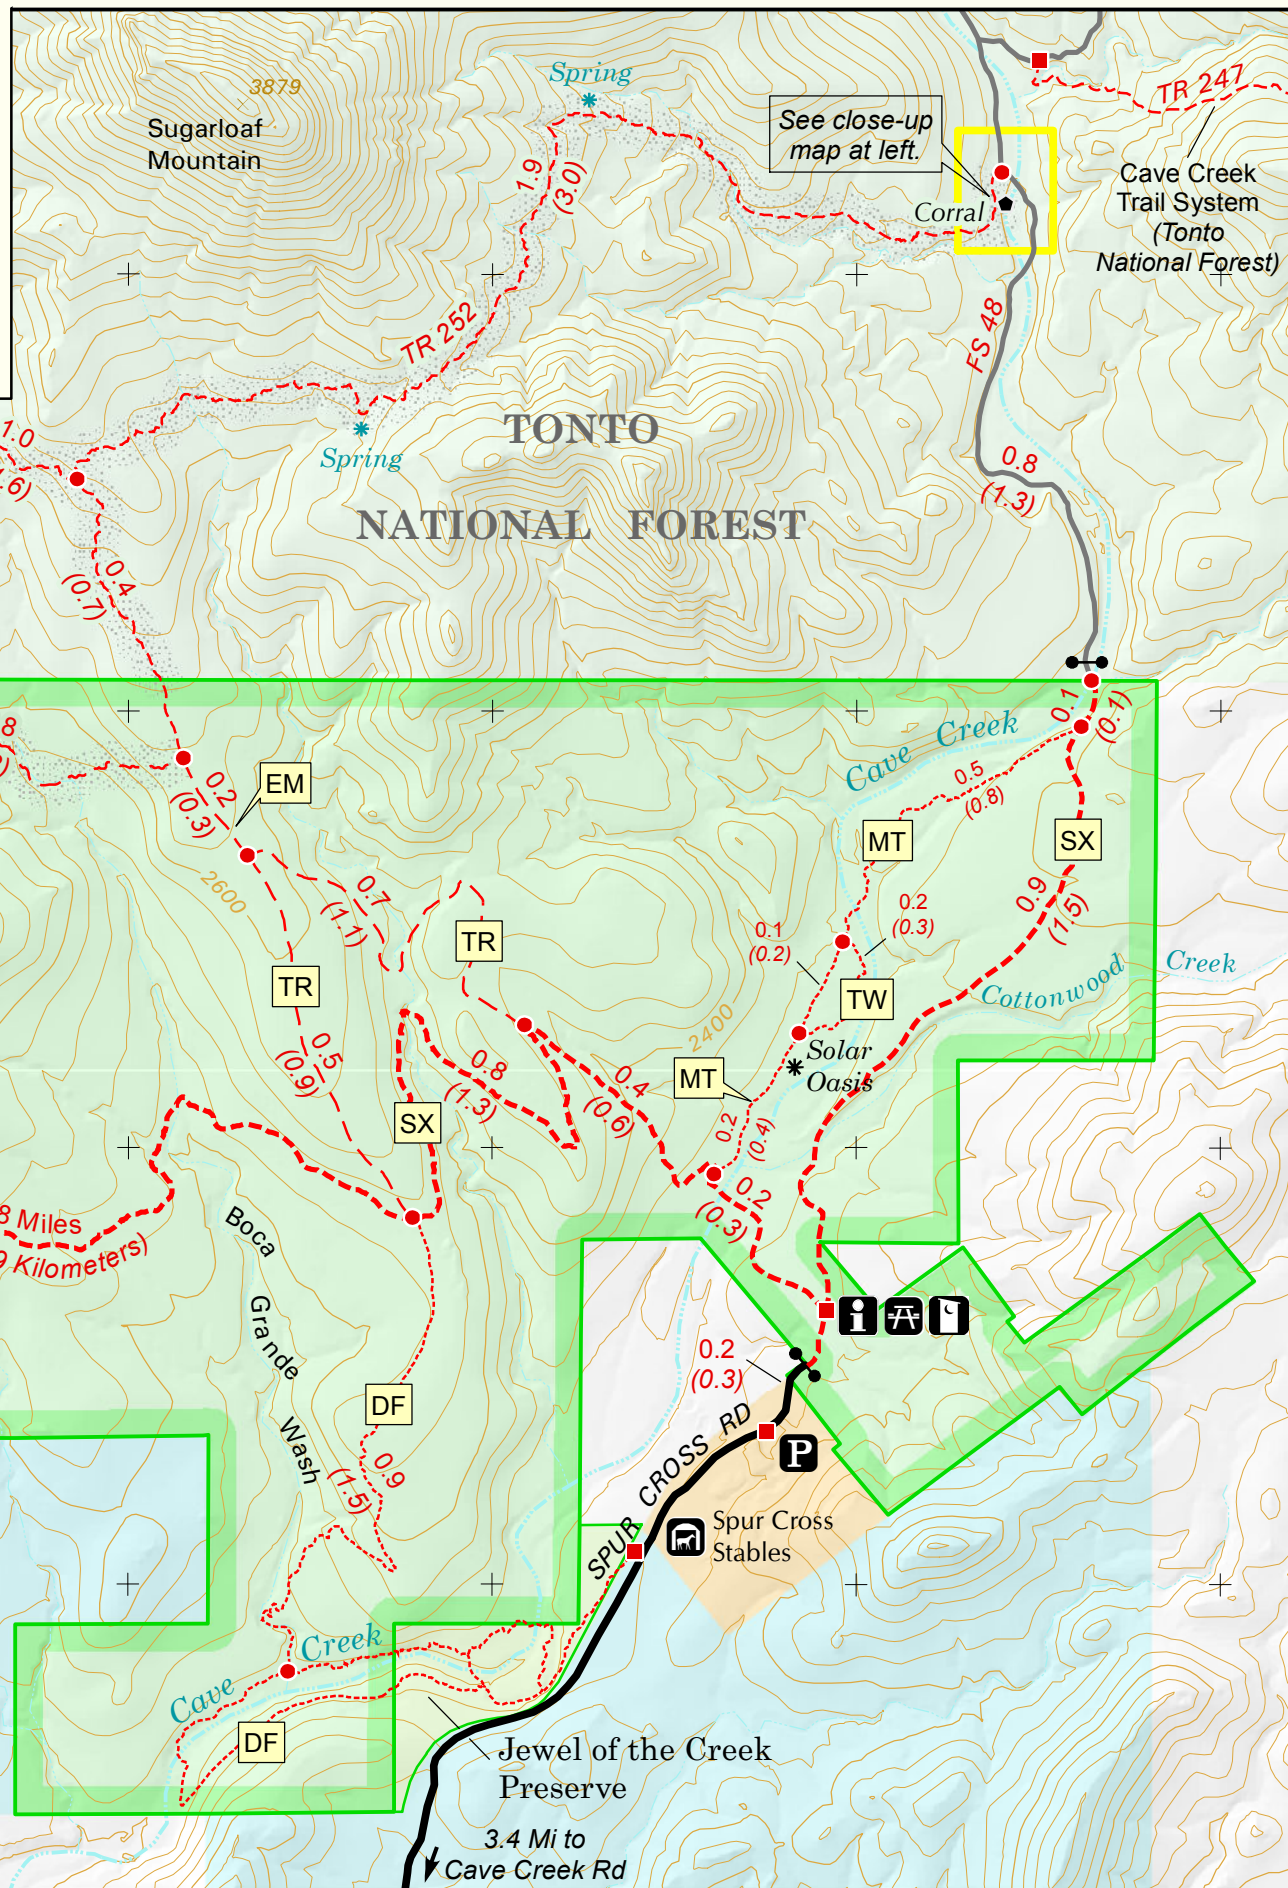 3879
Sugarloaf
Mountain
Spring
See close-up
map at left.
TR 247
Cave Creek
Trail System
(Tonto
National Forest)
Corral
1.9
(3.0)
TR 252
FS 48
Spring
TONTO
NATIONAL FOREST
1.0
0.8
(1.3)
0.4
(0.7)
0.1
(0.1)
Cave Creek
0.5
(0.8)
0.2
(0.3)
EM
MT
SX
2600
0.7
(1.1)
0.2
(0.3)
0.9
(1.5)
TR
0.1
(0.2)
TR
TW
Cottonwood Creek
2400
Solar
Oasis
0.5
(0.9)
0.8
(1.3)
0.4
(0.6)
MT
SX
0.2
(0.4)
0.2
(0.3)
8 Miles
9 Kilometers)
Boca Grande Wash
i
0.2
(0.3)
DF
SPUR CROSS RD
P
0.9
(1.5)
Spur Cross
Stables
Cave Creek
DF
Jewel of the Creek
Preserve
3.4 Mi to
Cave Creek Rd